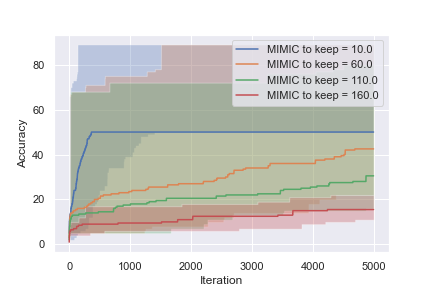 MIMIC to keep = 10.0
MIMIC to keep = 60.0
MIMIC to keep = 110.0
MIMIC to keep = 160.0
80
60
40
20
0
Accuracy
0 1000 2000 3000 4000 5000
Iteration